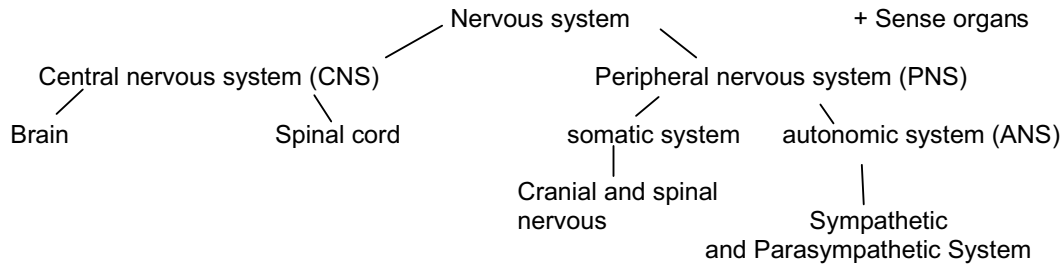 Nervous system + Sense organs
Central nervous system (CNS) Peripheral nervous system (PNS)
Brain Spinal cord somatic system autonomic system (ANS)
Cranial and spinal
nervous
Sympathetic
and Parasympathetic System